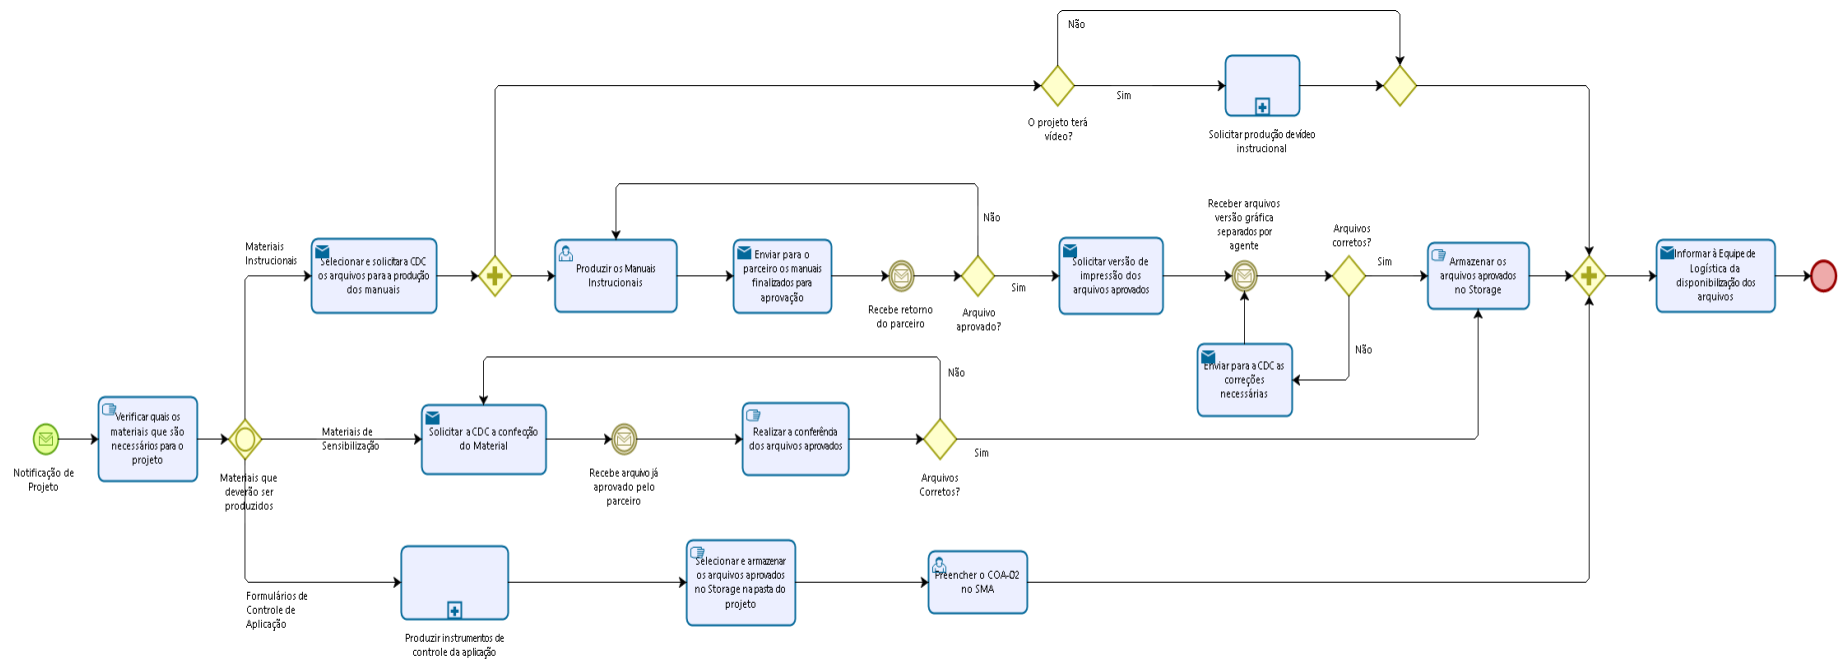 Não
Sim
O projeto terá
vídeo?
Solicitar produção de vídeo
instrucional
Materiais
Instrucionais
Selecionar e solicitar a CDC
os arquivos para a produção
dos manuais
Produzir os Manuais
Instrucionais
Enviar para o
parceiro os manuais
finalizados para
aprovação
Recebe retorno
do parceiro
Não
Arquivo
aprovado?
Sim
Solicitar versão de
impressão dos
arquivos aprovados
Receber arquivos
versão gráfica
separados por
agente
Arquivos
corretos?
Sim
Não
Enviar para a CDC as
correções
necessárias
Armazenar os
arquivos aprovados
no Storage
Informar à Equipe de
Logística da
disponibilização dos
arquivos
Notificação de
Projeto
Verificar quais os
materiais que são
necessários para o
projeto
Materiais que
deverão ser
produzidos
Materiais de
Sensibilização
Solicitar a CDC a confecção
do Material
Recebe arquivo já
aprovado pelo
parceiro
Realizar a conferência
dos arquivos aprovados
Não
Arquivos
Corretos?
Sim
Formulários de
Controle de
Aplicação
Produzir instrumentos de
controle da aplicação
Selecionar e armazenar
os arquivos aprovados
no Storage na pasta do
projeto
Preencher o COA-02
no SMA